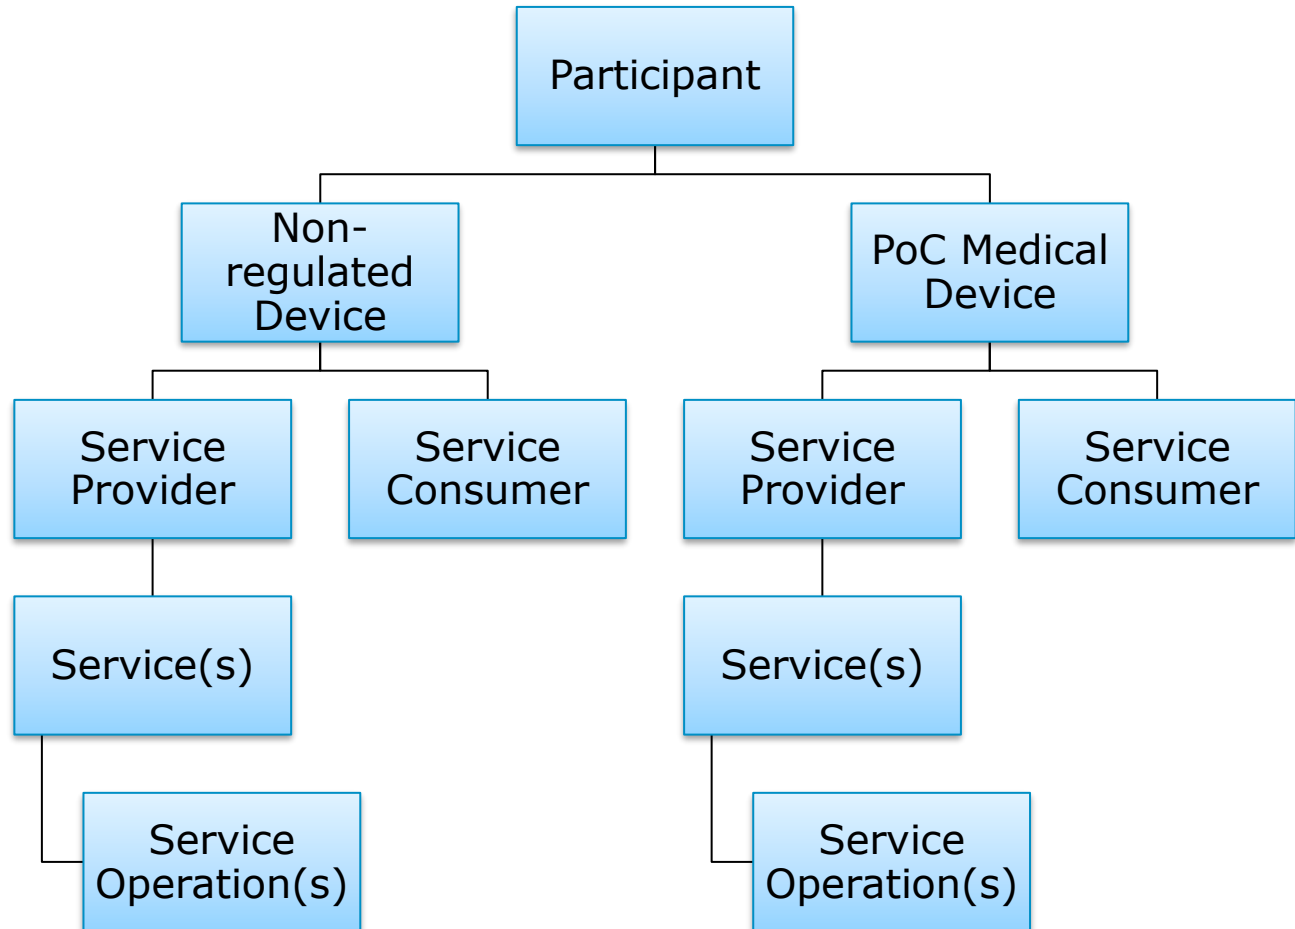 Participant
Non-
regulated
Device
PoC Medical
Device
Service
Provider
Service
Consumer
Service
Provider
Service
Consumer
Service(s)
Service(s)
Service
Operation(s)
Service
Operation(s)